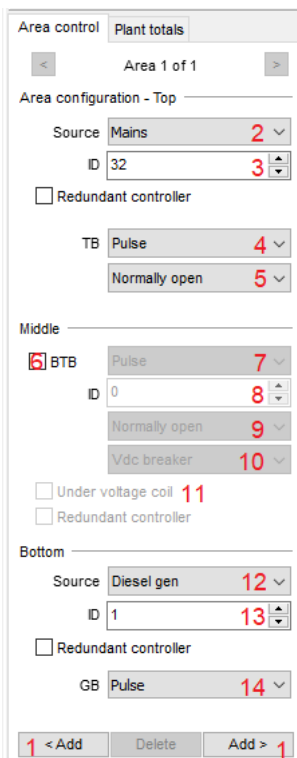 Area control Plant totals
< Area 1 of 1 >
Area configuration - Top
Source Mains 2
ID 32 3
Redundant controller
TB Pulse 4
Normally open 5
Middle
6 BTB Pulse 7
ID 0 8
Normally open 9
Vdc breaker 10
Under voltage coil 11
Redundant controller
Bottom
Source Diesel gen 12
ID 1 13
Redundant controller
GB Pulse 14
1 < Add Delete Add > 1